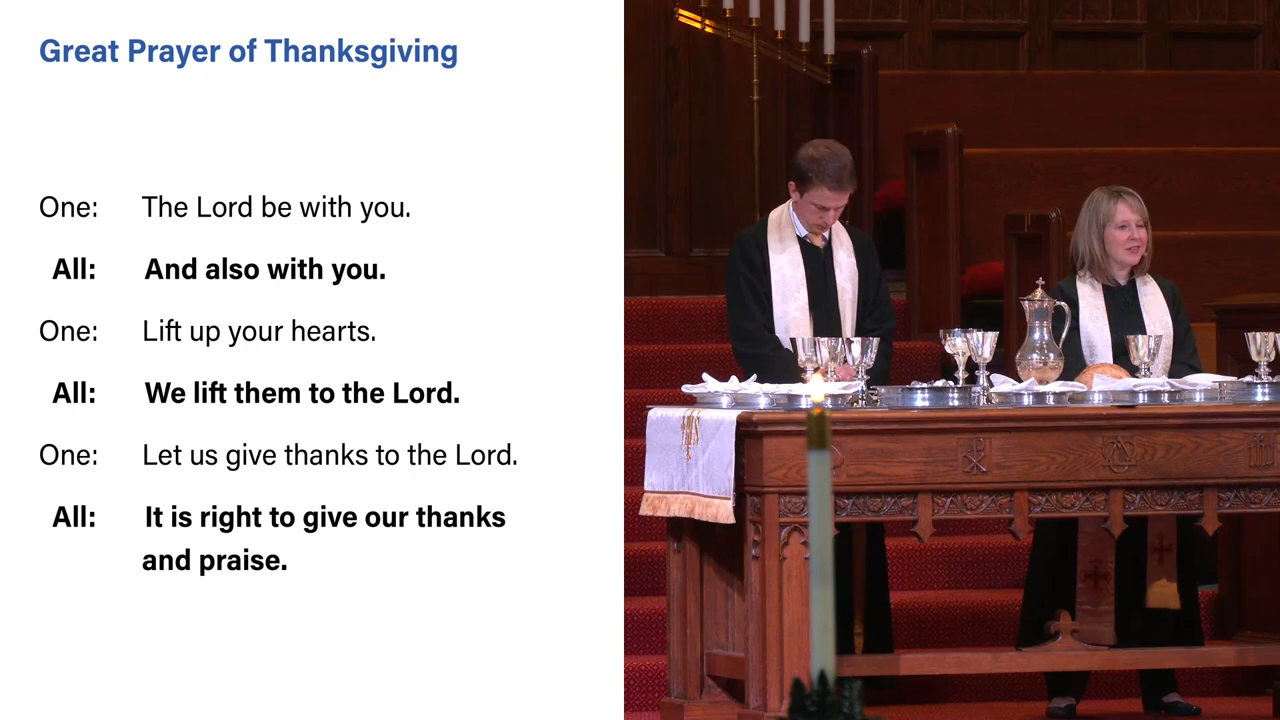 Great Prayer of Thanksgiving
One: The Lord be with you.
All: And also with you.
One: Lift up your hearts.
All: We lift them to the Lord.
One: Let us give thanks to the Lord.
All: It is right to give our thanks
and praise.